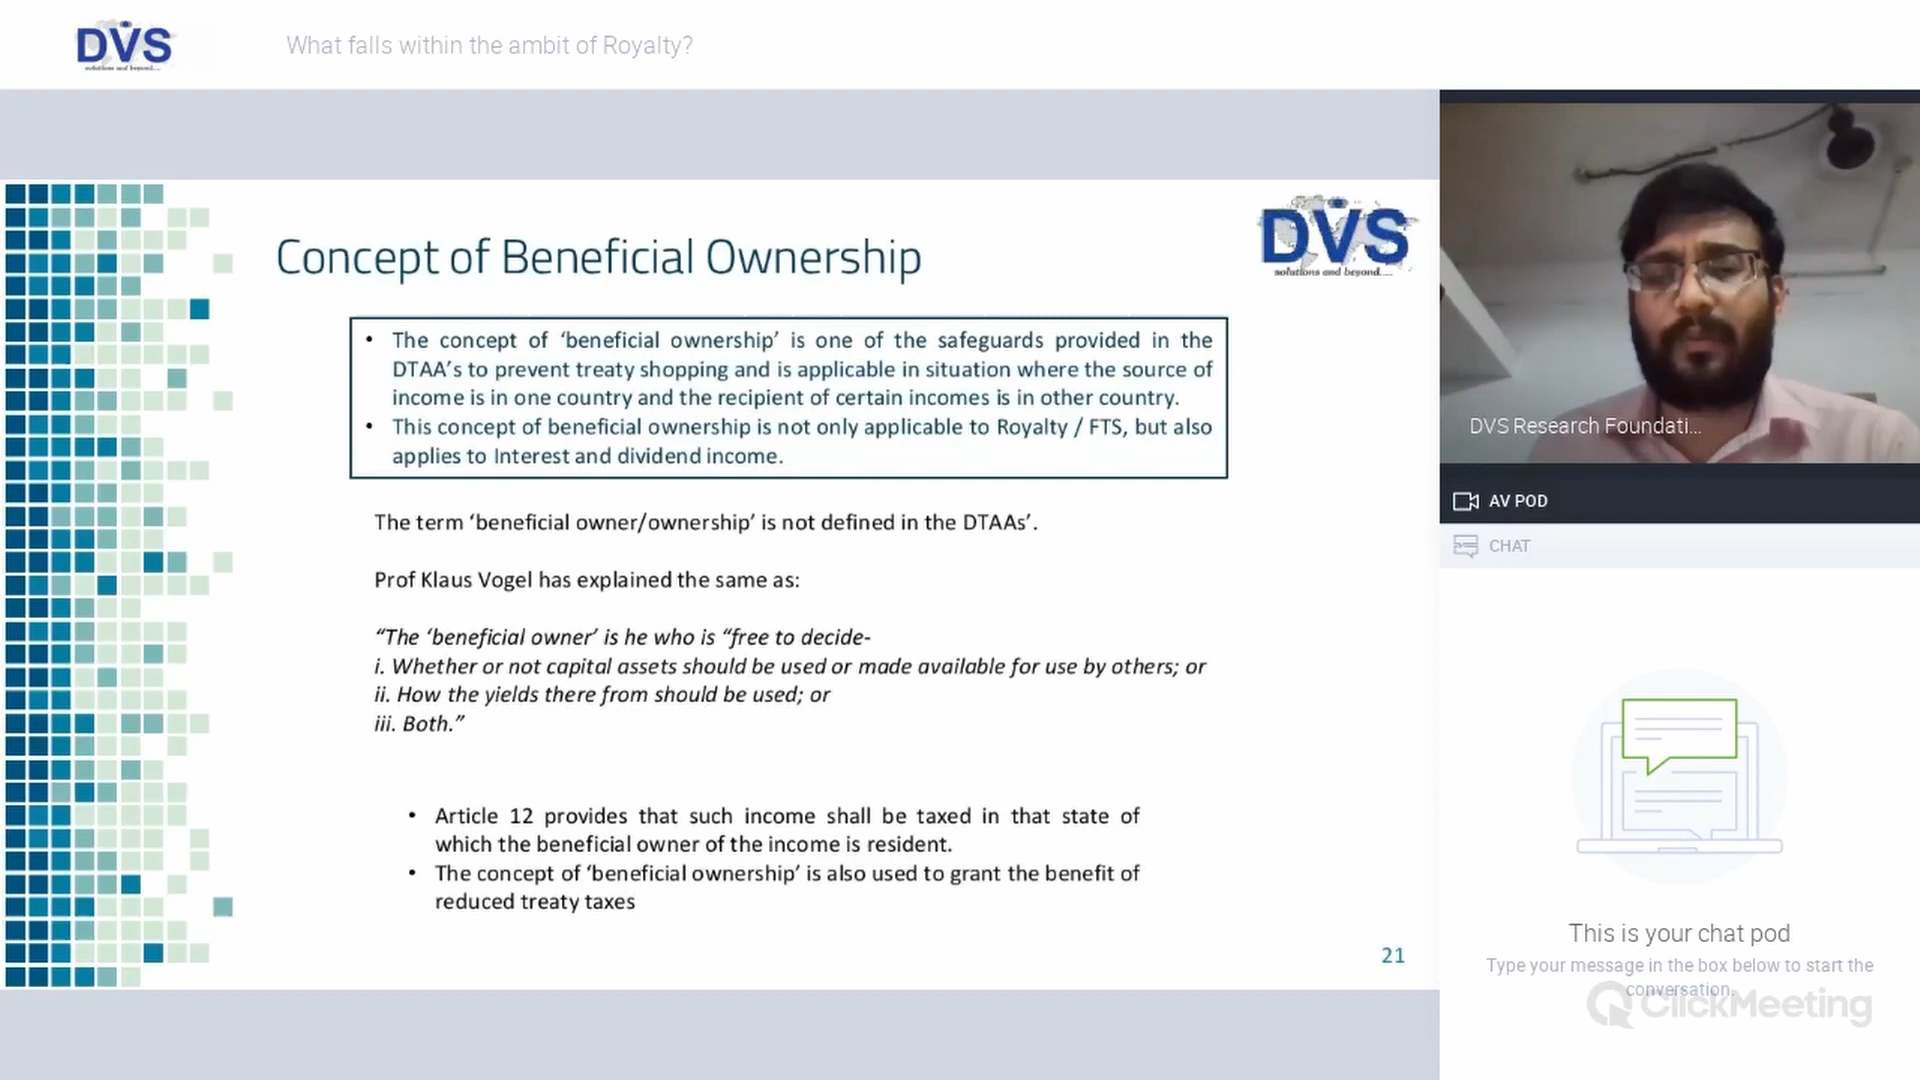 DVS
solutions and beyond....
What falls within the ambit of Royalty?
DVS
solutions and beyond....
Concept of Beneficial Ownership
• The concept of ‘beneficial ownership’ is one of the safeguards provided in the
DTAA’s to prevent treaty shopping and is applicable in situation where the source of
income is in one country and the recipient of certain incomes is in other country.
• This concept of beneficial ownership is not only applicable to Royalty / FTS, but also
applies to Interest and dividend income.
The term ‘beneficial owner/ownership’ is not defined in the DTAAs’.
Prof Klaus Vogel has explained the same as:
“The ‘beneficial owner’ is he who is “free to decide-
i. Whether or not capital assets should be used or made available for use by others; or
ii. How the yields there from should be used; or
iii. Both.”
• Article 12 provides that such income shall be taxed in that state of
which the beneficial owner of the income is resident.
• The concept of ‘beneficial ownership’ is also used to grant the benefit of
reduced treaty taxes
21
DVS Research Foundati...
AV POD
CHAT
This is your chat pod
Type your message in the box below to start the
conversation.
ClickMeeting